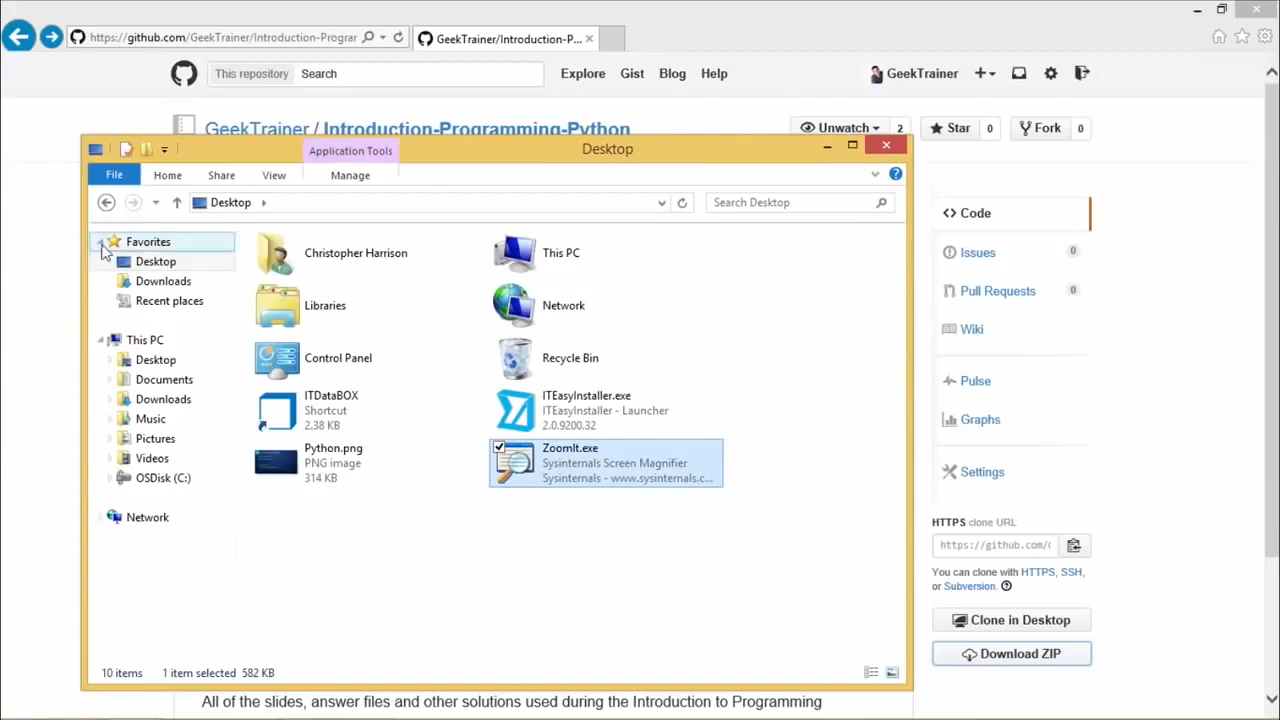 https://github.com/GeekTrainer/Introduction-Prograr
GeekTrainer/Introduction-P...
This repository
Search
Explore
Gist
Blog
Help
GeekTrainer
GeekTrainer / Introduction-Programming-Python
Unwatch
2
Star
0
Fork
0
Application Tools
Desktop
File
Home
Share
View
Manage
Desktop
Search Desktop
Favorites
Desktop
Downloads
Recent places
This PC
Desktop
Documents
Downloads
Music
Pictures
Videos
OSDisk (C:)
Network
Christopher Harrison
This PC
Libraries
Network
Control Panel
Recycle Bin
ITDataBOX
Shortcut
2.38 KB
ITEasyInstaller.exe
ITEasyInstaller - Launcher
2.0.9200.32
Python.png
PNG image
314 KB
ZoomIt.exe
Sysinternals Screen Magnifier
Sysinternals - www.sysinternals.c...
10 items
1 item selected 582 KB
Code
Issues
0
Pull Requests
0
Wiki
Pulse
Graphs
Settings
HTTPS clone URL
https://github.com/(
You can clone with HTTPS, SSH,
or Subversion.
Clone in Desktop
Download ZIP
All of the slides, answer files and other solutions used during the Introduction to Programming